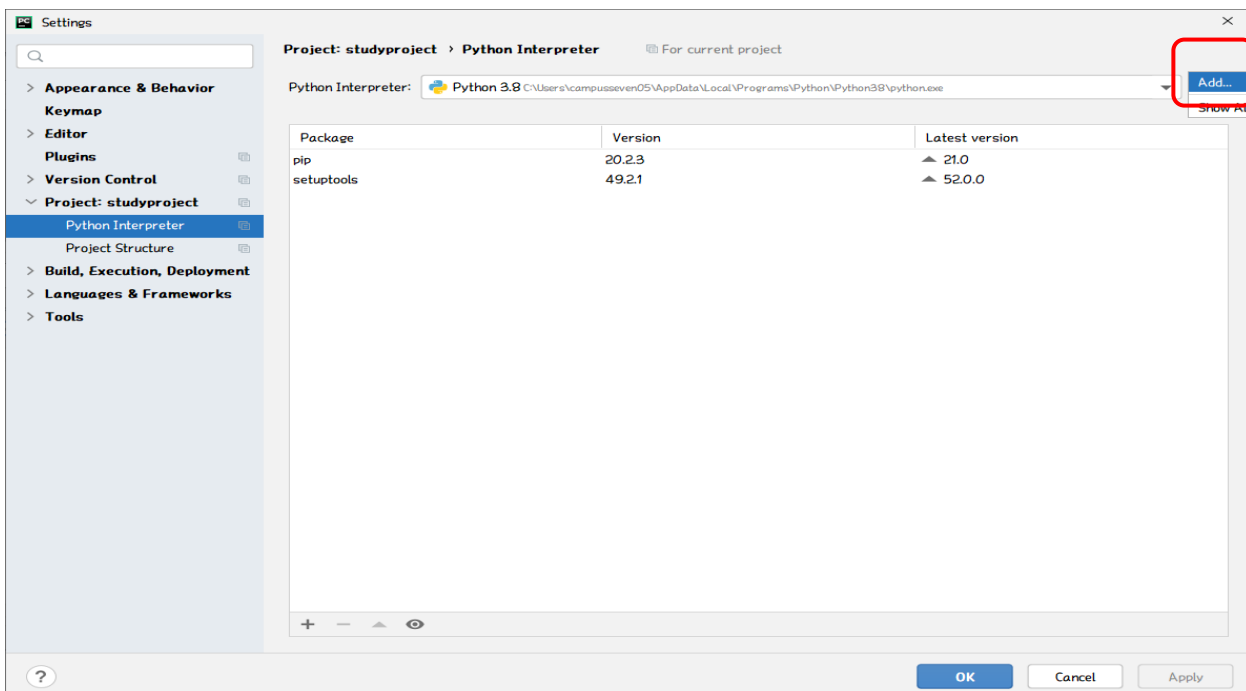 PC Settings
Project: studyproject › Python Interpreter For current project
Python Interpreter: Python 3.8 C:\Users\campusseven05\AppData\Local\Programs\Python\Python38\python.exe
Add...
Show Al
Appearance & Behavior
Keymap
Editor
Plugins
Version Control
Project: studyproject
Python Interpreter
Project Structure
Build, Execution, Deployment
Languages & Frameworks
Tools
Package Version Latest version
pip 20.2.3 21.0
setuptools 49.2.1 52.0.0
? OK Cancel Apply